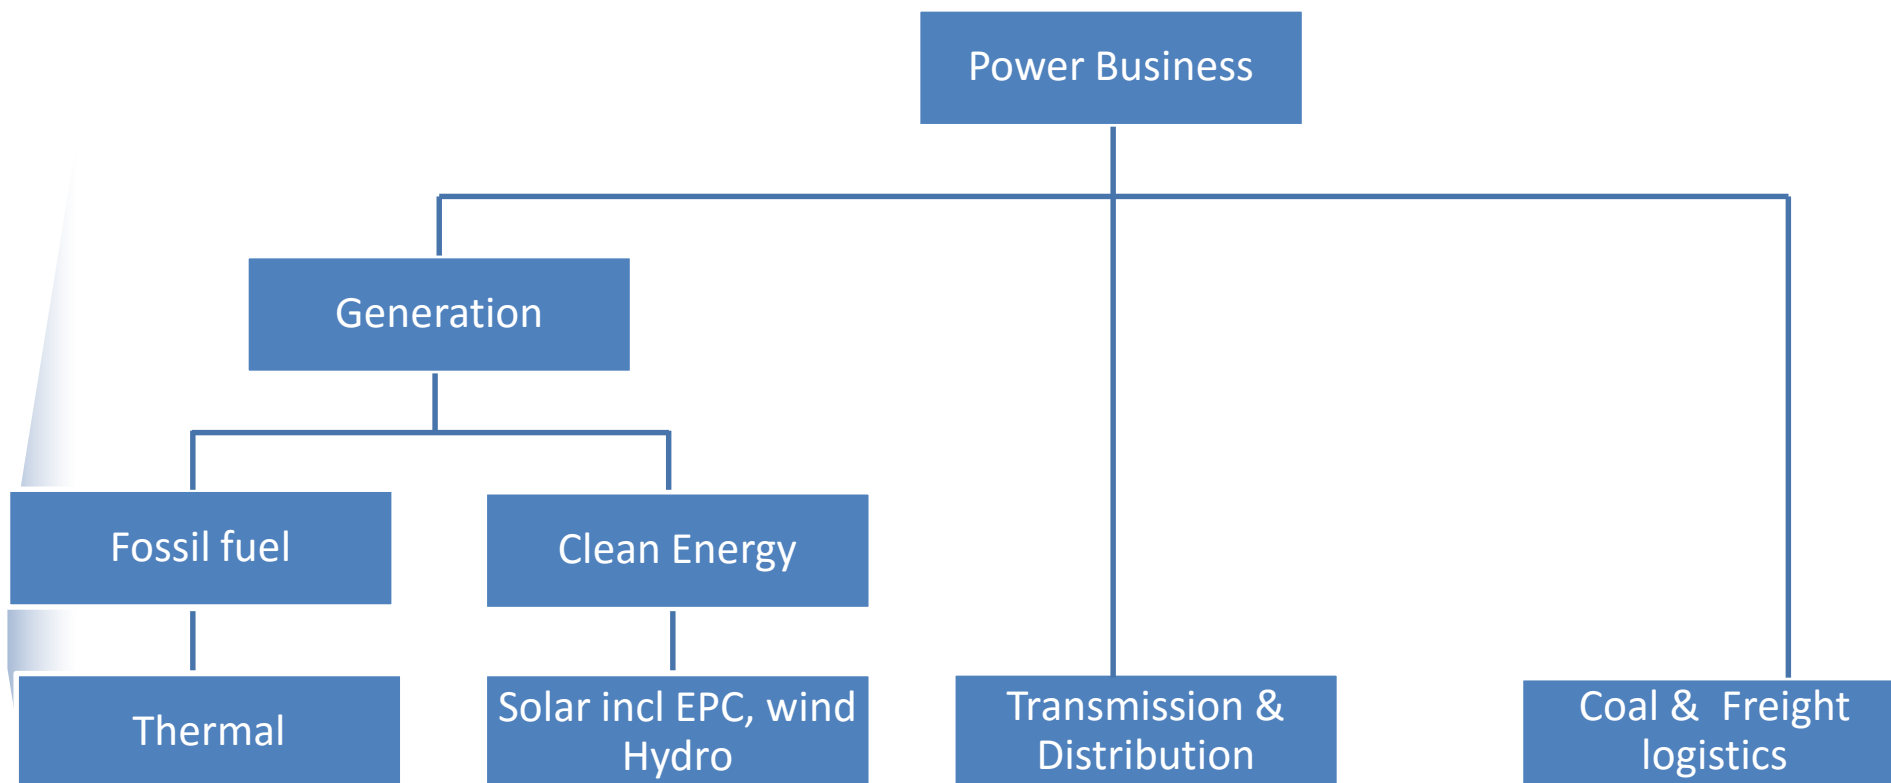 Power Business
Generation
Fossil fuel
Clean Energy
Thermal
Solar incl EPC, wind
Hydro
Transmission &
Distribution
Coal & Freight
logistics